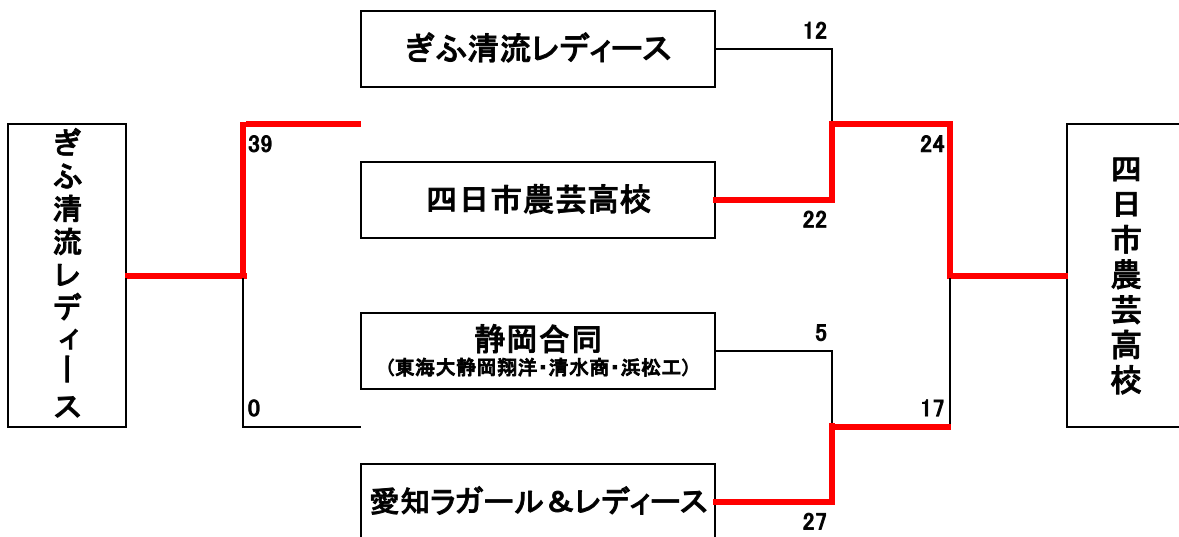 ぎふ清流レディース
12
39
24
ぎふ清流レディース
四日市農芸高校
22
四日市農芸高校
静岡合同
（東海大静岡翔洋・清水商・浜松工）
5
0
17
愛知ラガール＆レディース
27